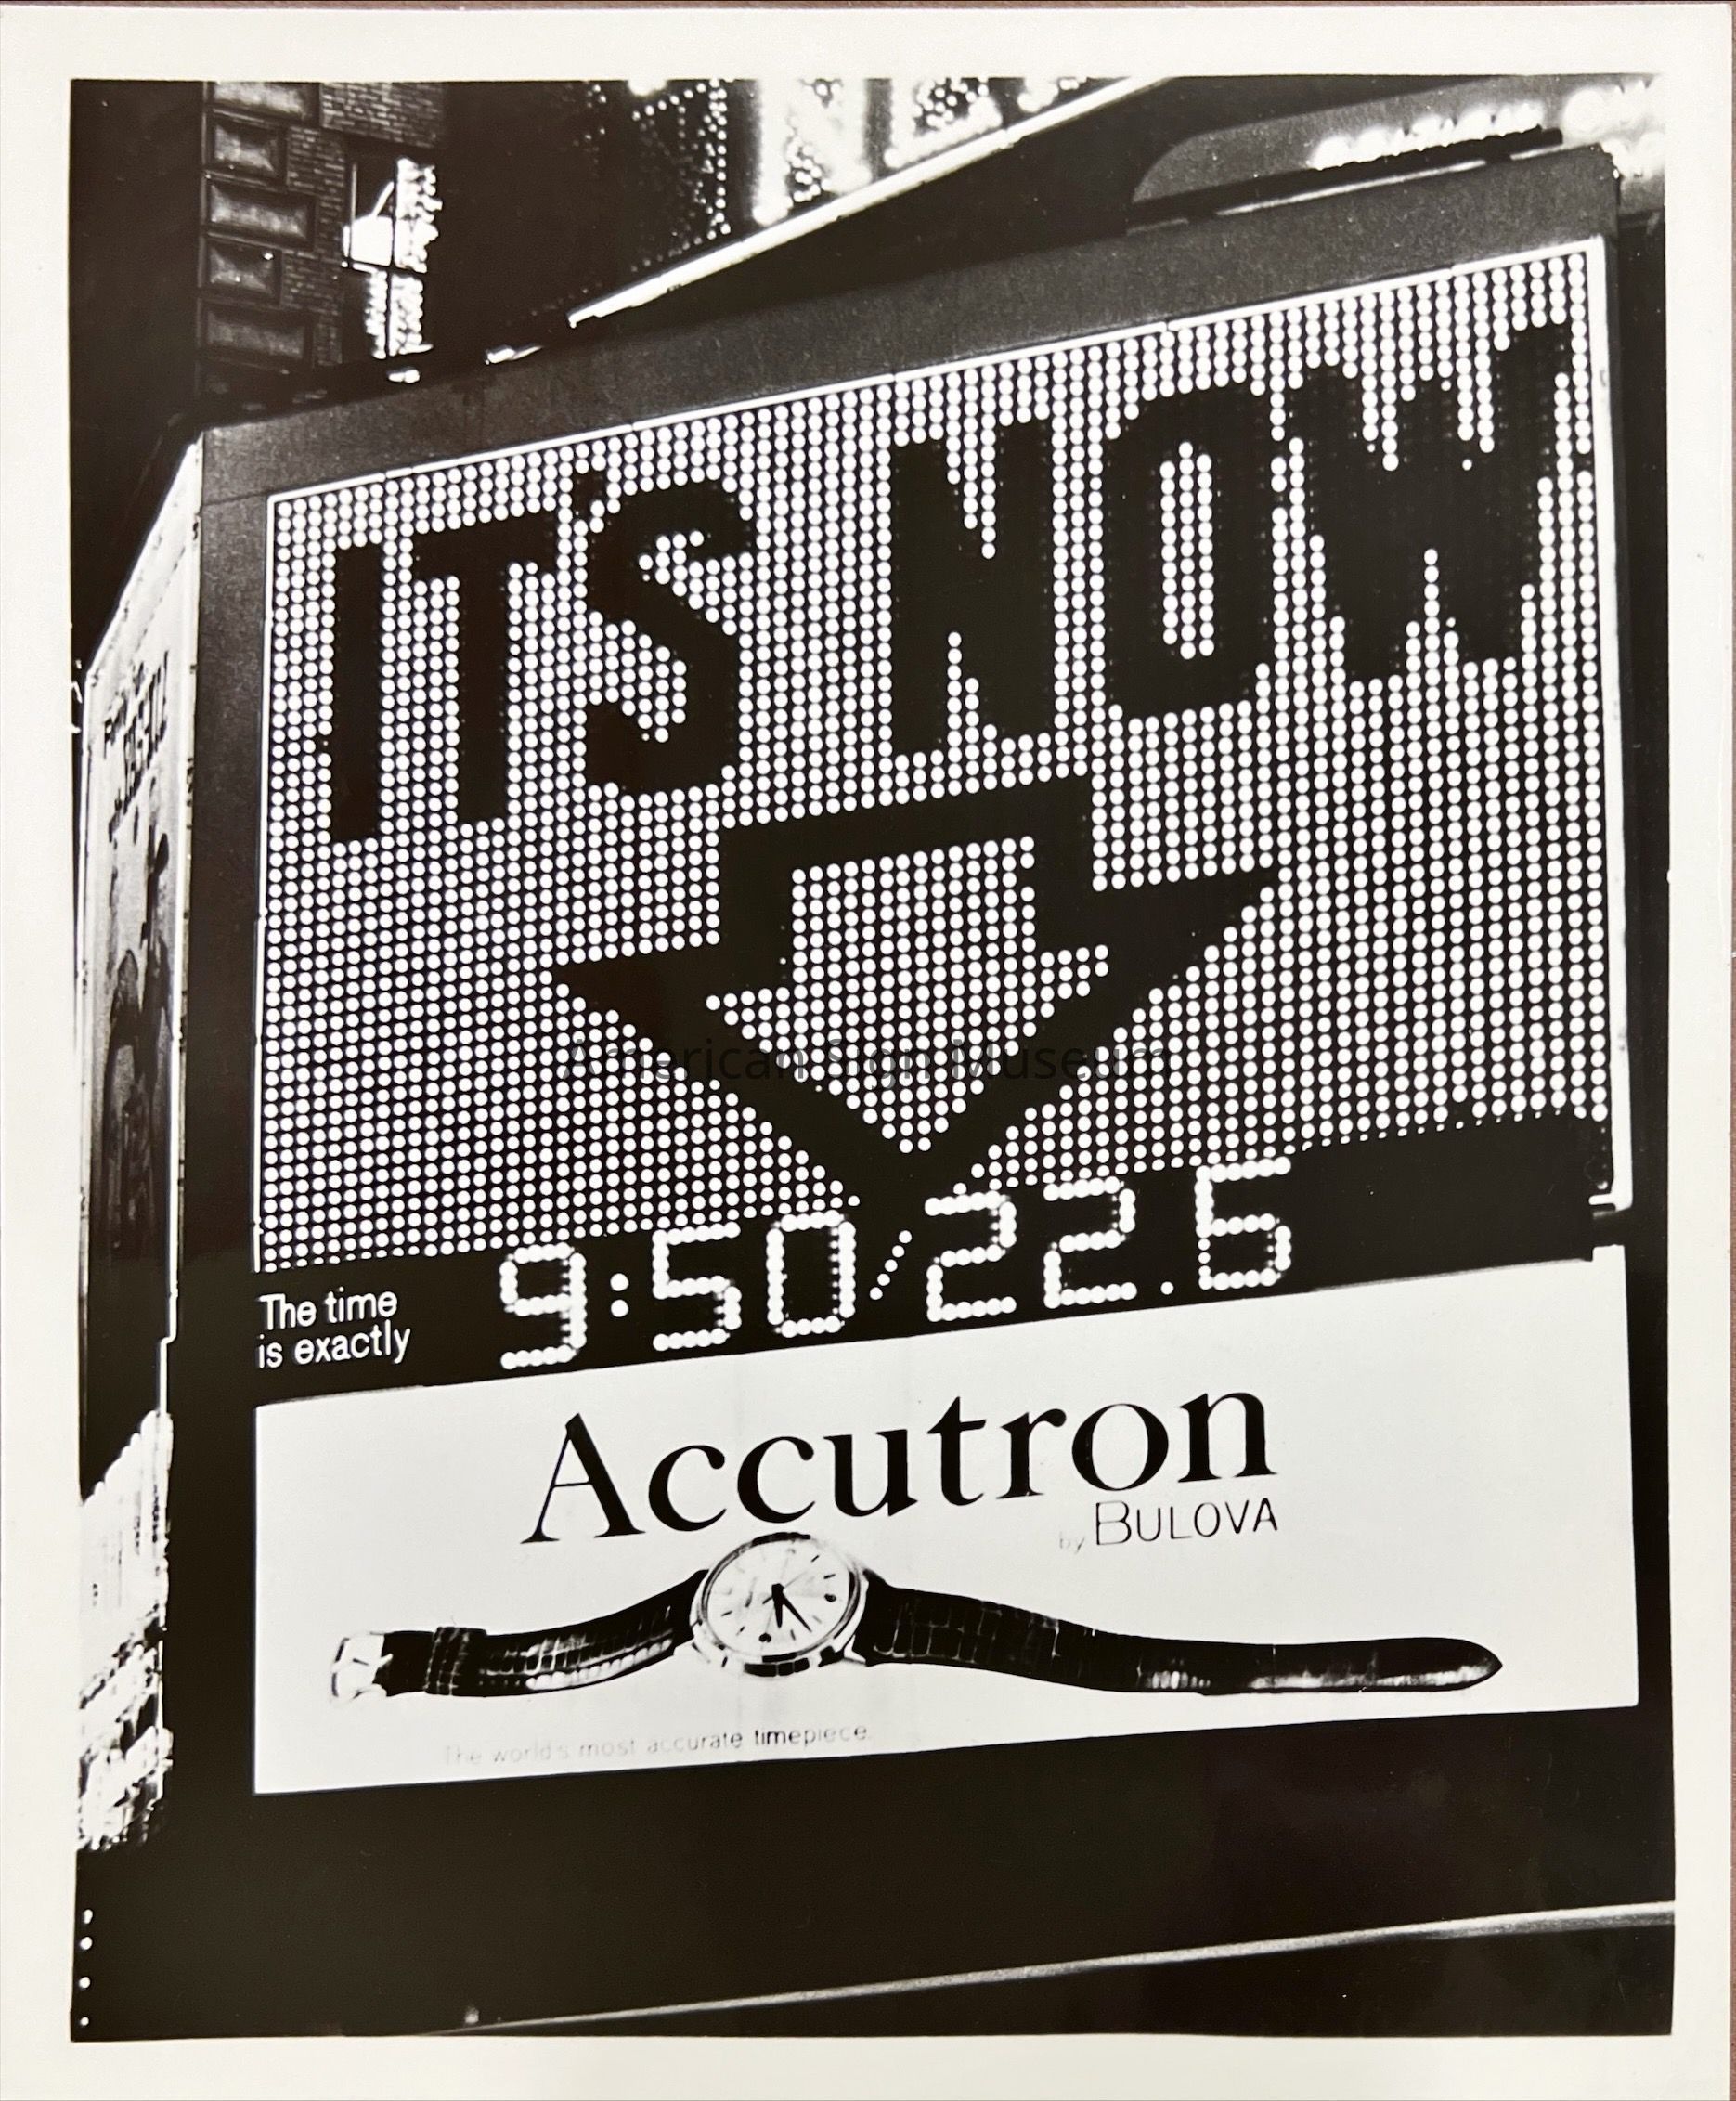 IT'S NOW
American Sign Museum
The time
is exactly
9:50/22.6
Accutron
by BULOVA
The world's most accurate timepiece.